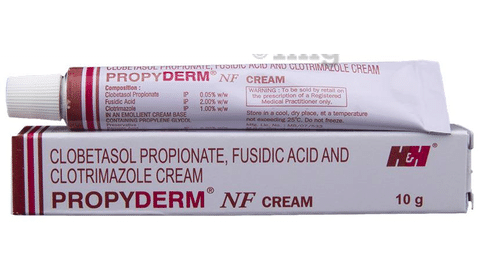 CLOBETASOL PROPIONATE, FUSIDIC ACID AND CLOTRIMAZOLE CREAM
PROPYDERM® NF CREAM
Composition :
Clobetasol Propionate IP 0.05% w/w
Fusidic Acid IP 2.00% w/w
Clotrimazole IP 1.00% w/w
IN AN EMOLLIENT CREAM BASE
CONTAINING PROPYLENE GLYCOL
WARNING : To be sold by retail on
the prescription of a Registered
Medical Practitioner only.
Store in a cool, dry place, at a temperature
not exceeding 25°C. Do not freeze.
CLOBETASOL PROPIONATE, FUSIDIC ACID AND
CLOTRIMAZOLE CREAM
PROPYDERM® NF CREAM
H&H
10 g